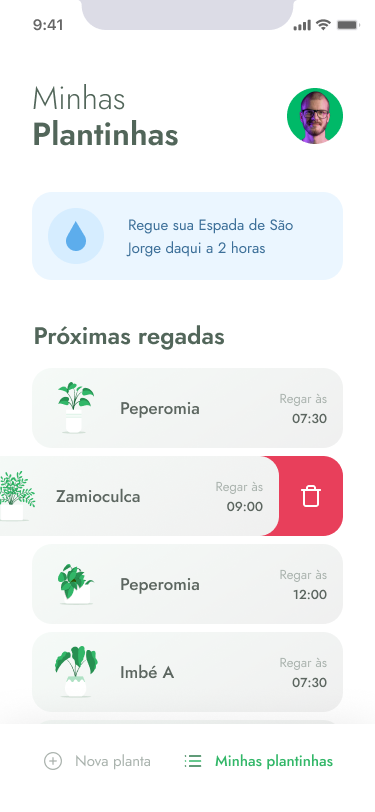 9:41
Minhas
Plantinhas
Regue sua Espada de São
Jorge daqui a 2 horas
Próximas regadas
Peperomia
Regar às
07:30
Zamioculca
Regar às
09:00
Peperomia
Regar às
12:00
Imbé A
Regar às
07:30
Nova planta
Minhas plantinhas